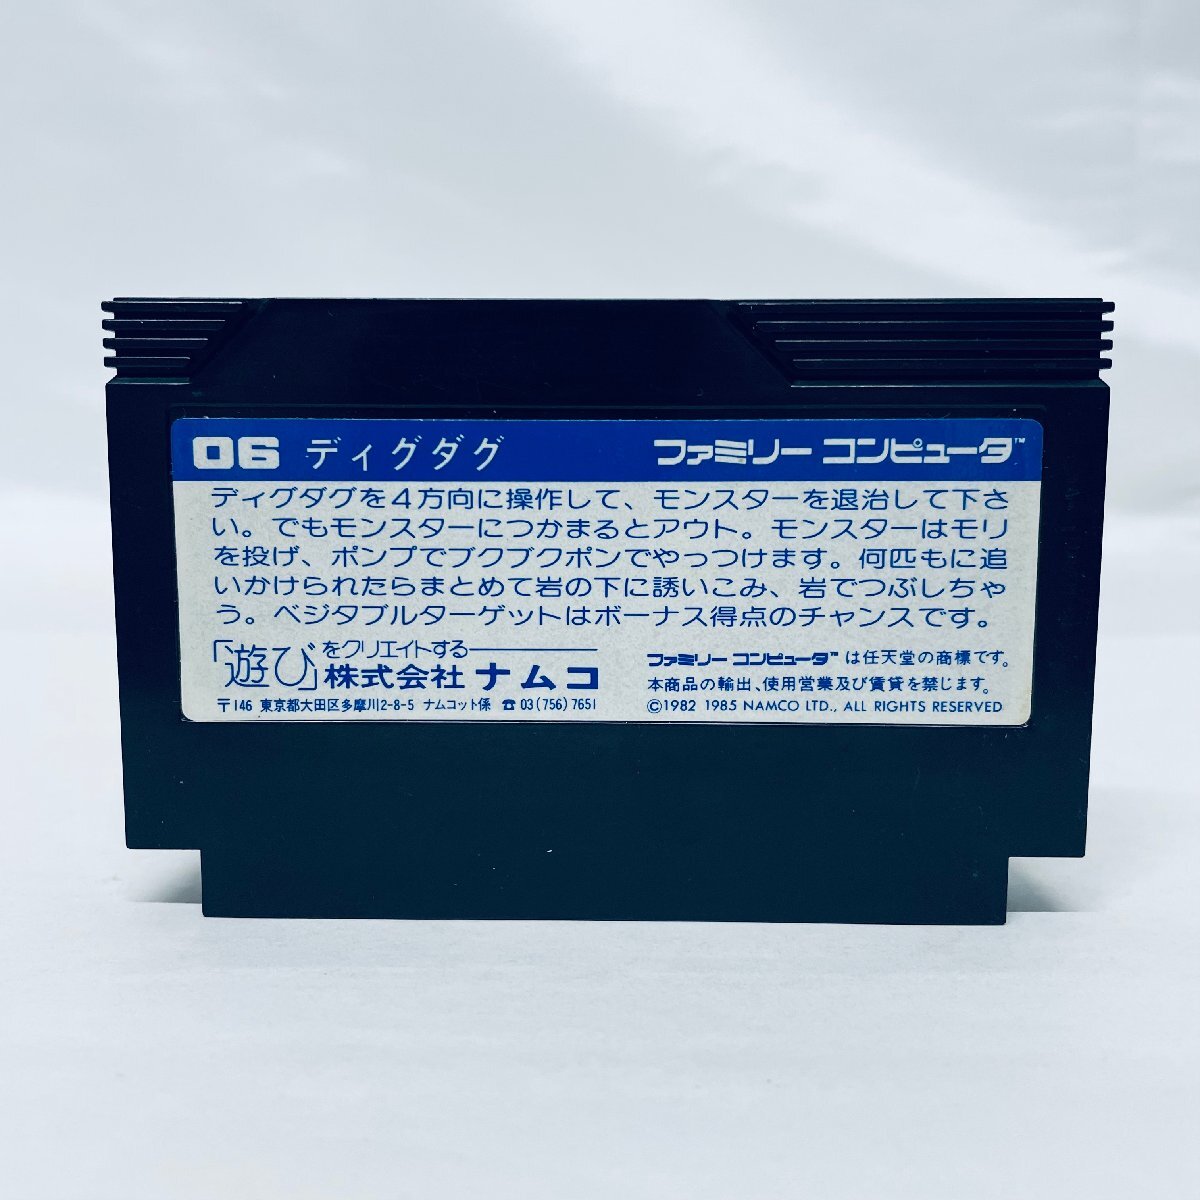 06 ディグダグ ファミリー コンピュータ™
ディグダグを4方向に操作して、モンスターを退治して下さ
い。でもモンスターにつかまるとアウト。モンスターはモリ
を投げ、ポンプでブクブクポンでやっつけます。何匹もに追
いかけられたらまとめて岩の下に誘いこみ、岩でつぶしちゃ
う。ベジタブルターゲットはボーナス得点のチャンスです。
「遊び」をクリエイトする
株式会社 ナムコ
〒146 東京都大田区多摩川2-8-5 ナムコット係 ☎ 03(756)7651
ファミリー コンピュータ™ は任天堂の商標です。
本商品の輸出、使用営業及び賃貸を禁じます。
©1982 1985 NAMCO LTD., ALL RIGHTS RESERVED